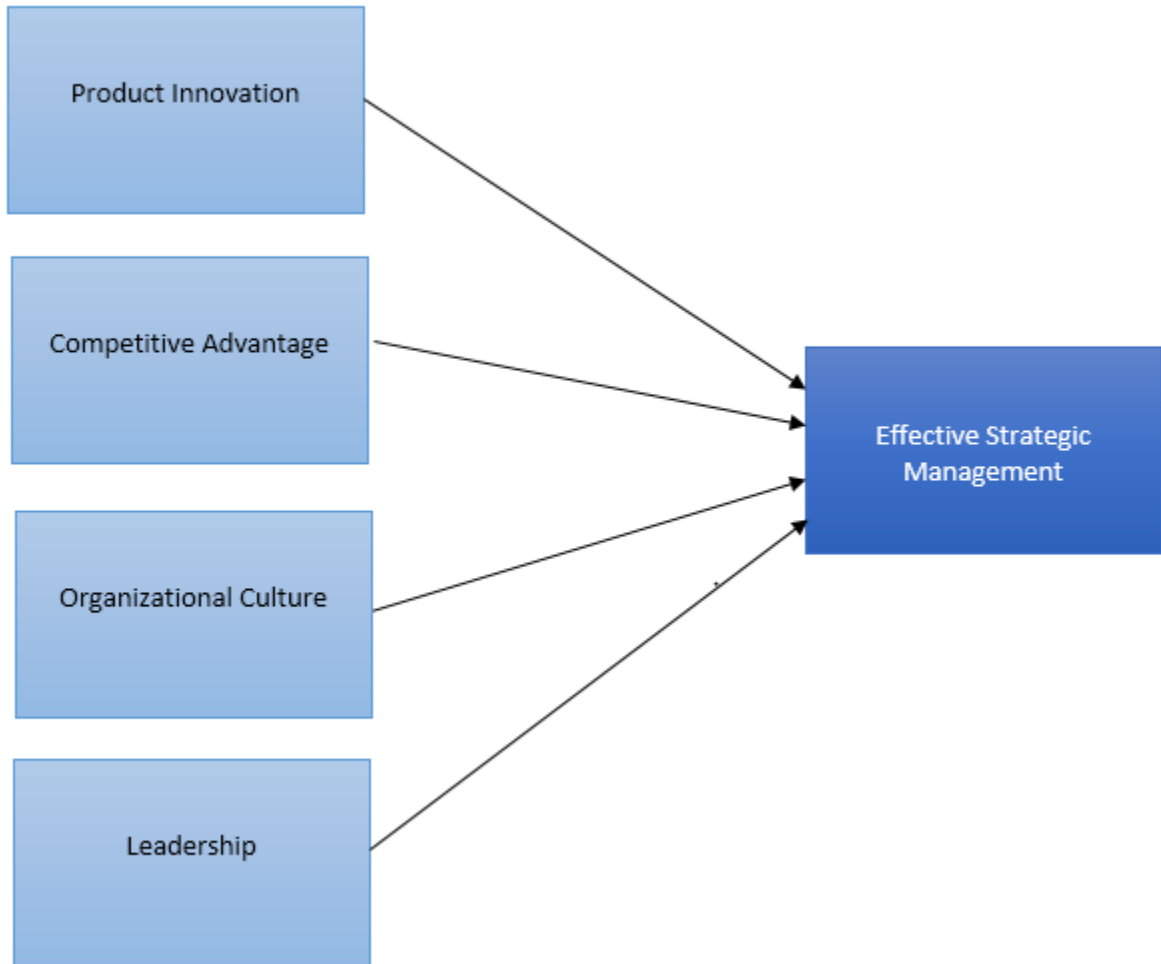 Product Innovation
Competitive Advantage
Effective Strategic
Management
Organizational Culture
Leadership